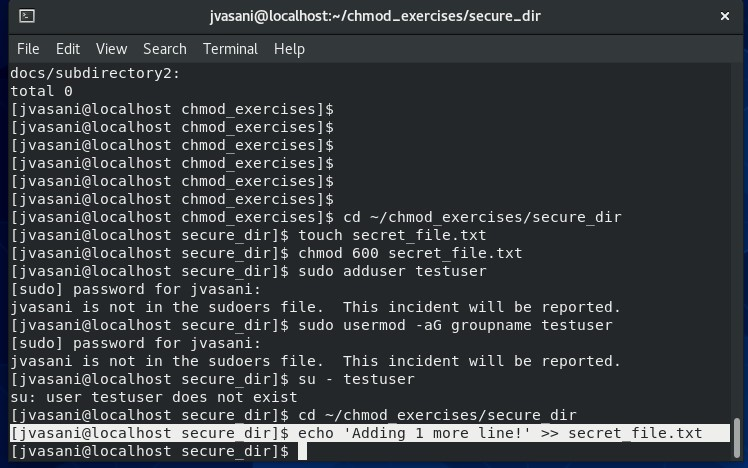 jvasani@localhost:~/chmod_exercises/secure_dir
File Edit View Search Terminal Help
docs/subdirectory2:
total 0
[jvasani@localhost chmod_exercises]$
[jvasani@localhost chmod_exercises]$
[jvasani@localhost chmod_exercises]$
[jvasani@localhost chmod_exercises]$
[jvasani@localhost chmod_exercises]$
[jvasani@localhost chmod_exercises]$
[jvasani@localhost chmod_exercises]$ cd ~/chmod_exercises/secure_dir
[jvasani@localhost secure_dir]$ touch secret_file.txt
[jvasani@localhost secure_dir]$ chmod 600 secret_file.txt
[jvasani@localhost secure_dir]$ sudo adduser testuser
[sudo] password for jvasani:
jvasani is not in the sudoers file.  This incident will be reported.
[jvasani@localhost secure_dir]$ sudo usermod -aG groupname testuser
[sudo] password for jvasani:
jvasani is not in the sudoers file.  This incident will be reported.
[jvasani@localhost secure_dir]$ su - testuser
su: user testuser does not exist
[jvasani@localhost secure_dir]$ cd ~/chmod_exercises/secure_dir
[jvasani@localhost secure_dir]$ echo 'Adding 1 more line!' >> secret_file.txt
[jvasani@localhost secure_dir]$